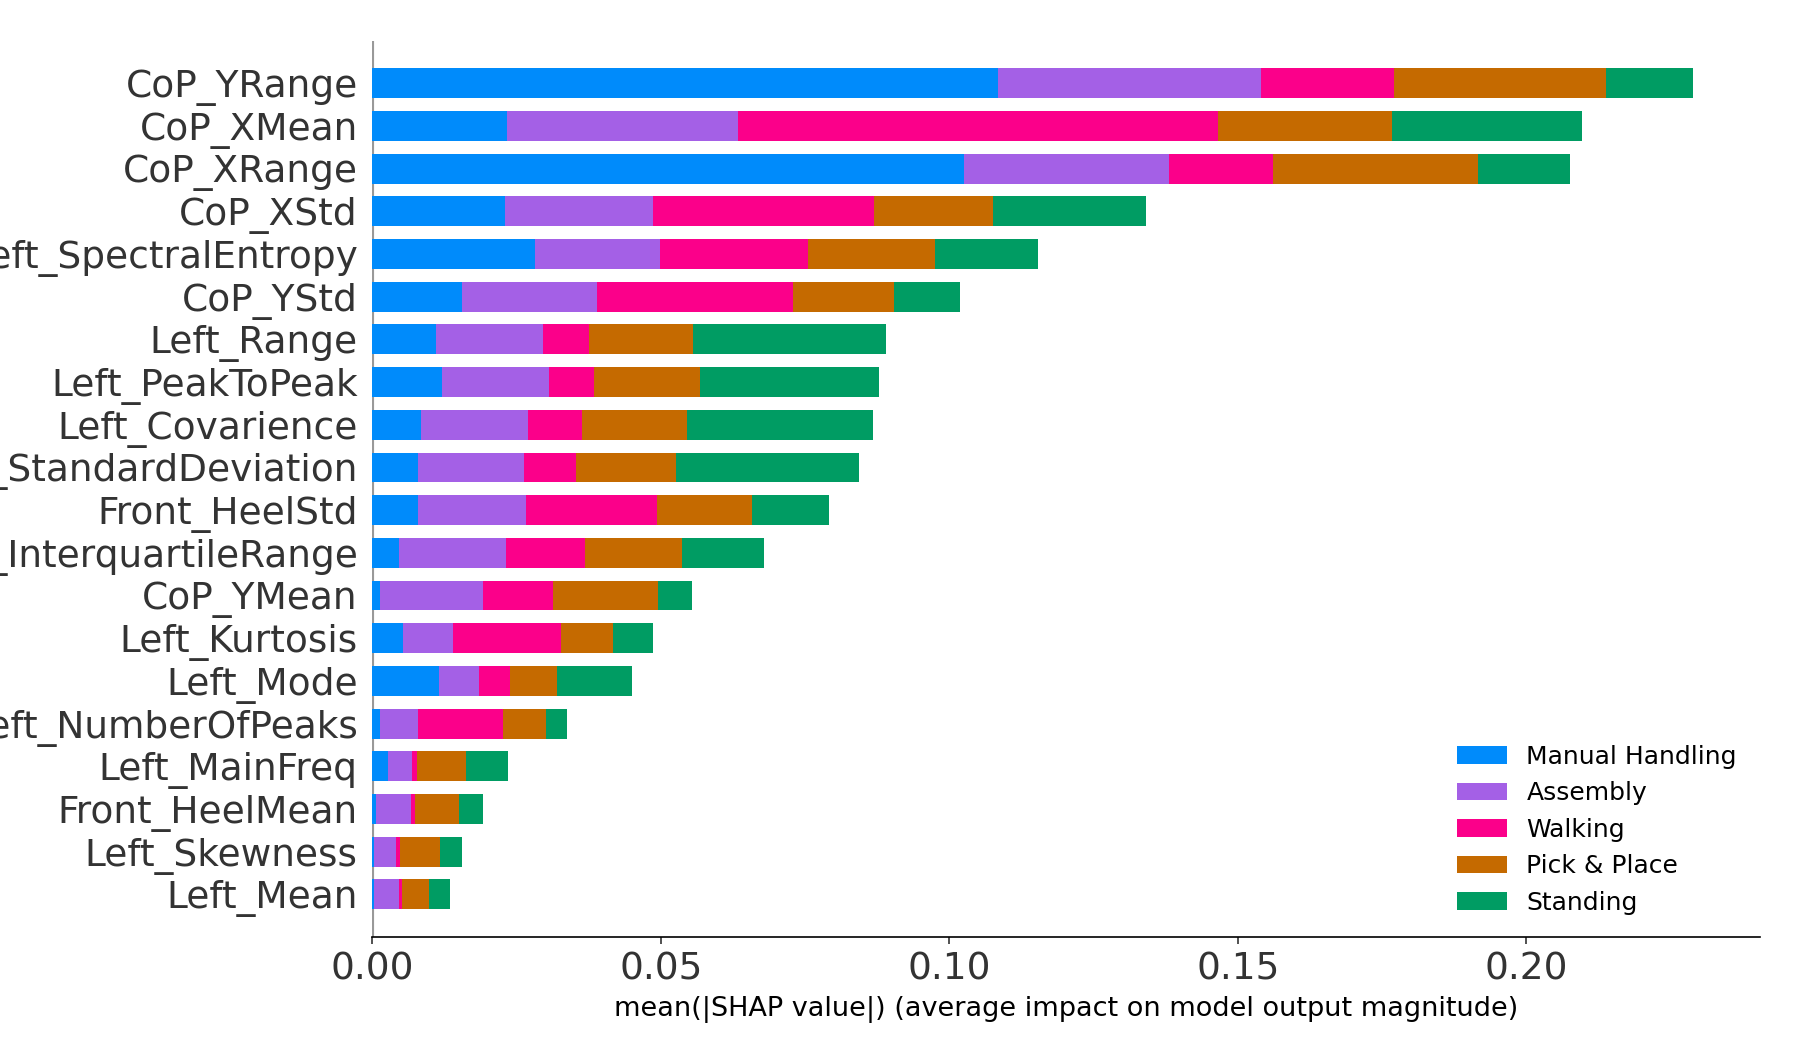 CoP_YRange
CoP_XMean
CoP_XRange
CoP_XStd
eft_SpectralEntropy
CoP_YStd
Left_Range
Left_PeakToPeak
Left_Covarience
_StandardDeviation
Front_HeelStd
_InterquartileRange
CoP_YMean
Left_Kurtosis
Left_Mode
eft_NumberOfPeaks
Left_MainFreq
Front_HeelMean
Left_Skewness
Left_Mean
Manual Handling
Assembly
Walking
Pick & Place
Standing
0.00 0.05 0.10 0.15 0.20
mean(|SHAP value|) (average impact on model output magnitude)